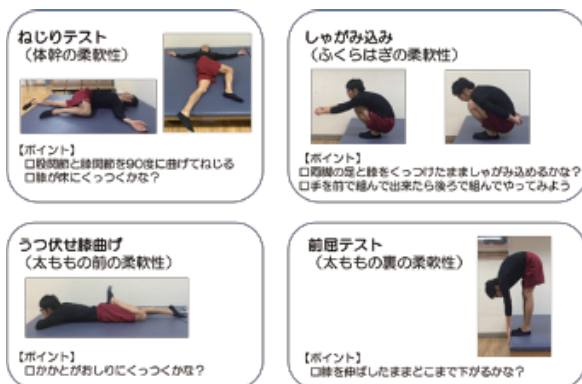 ねじりテスト
（体幹の柔軟性）
【ポイント】
□股関節と膝関節を90度に曲げてねじる
□膝が床にくっつくかな？
しゃがみ込み
（ふくらはぎの柔軟性）
【ポイント】
□両脚の足と膝をくっつけたまましゃがみ込めるかな？
□手を前で組んで出来たら後ろで組んでやってみよう
うつ伏せ膝曲げ
（太ももの前の柔軟性）
【ポイント】
□かかとがおしりにくっつくかな？
前屈テスト
（太ももの裏の柔軟性）
【ポイント】
□膝を伸ばしたままどこまで下がるかな？